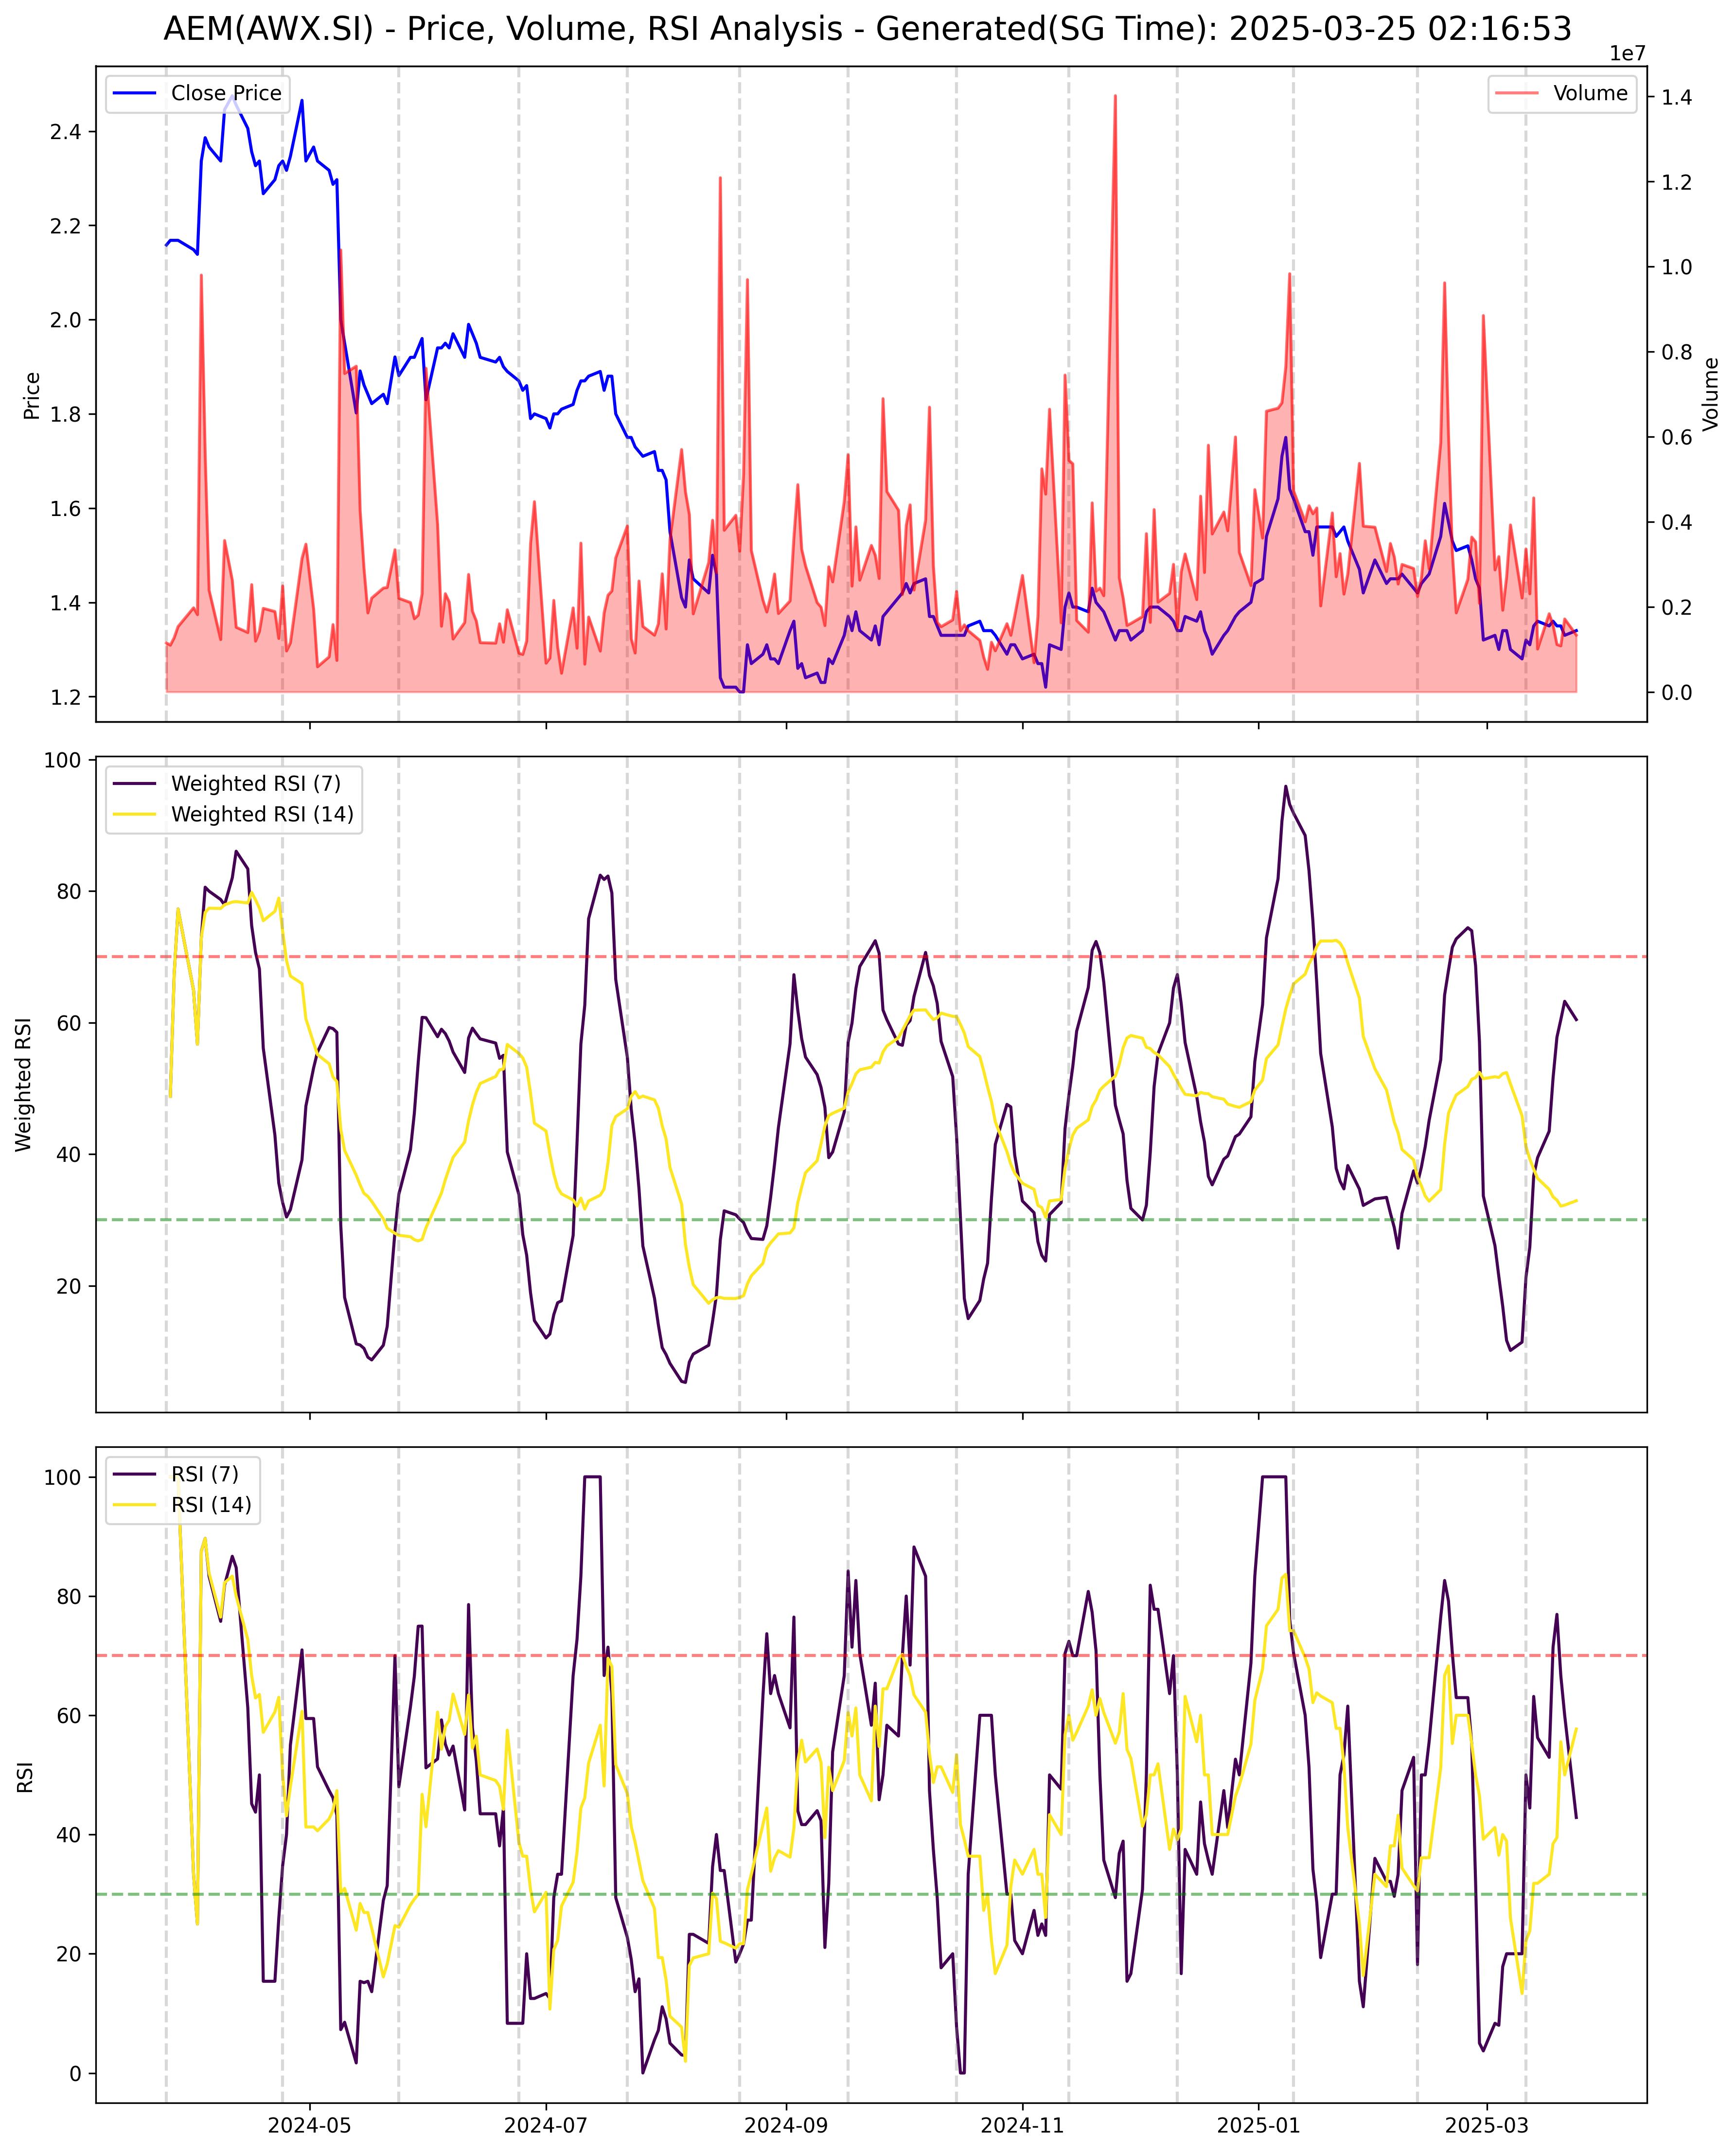 AEM(AWX.SI) - Price, Volume, RSI Analysis - Generated(SG Time): 2025-03-25 02:16:53
1e7
Close Price
Volume
2.4
2.2
2.0
1.8
1.6
1.4
1.2
Price
1.4
1.2
1.0
0.8
0.6
0.4
0.2
0.0
Volume
Weighted RSI (7)
Weighted RSI (14)
100
80
60
40
20
Weighted RSI
RSI (7)
RSI (14)
100
80
60
40
20
0
RSI
2024-05
2024-07
2024-09
2024-11
2025-01
2025-03